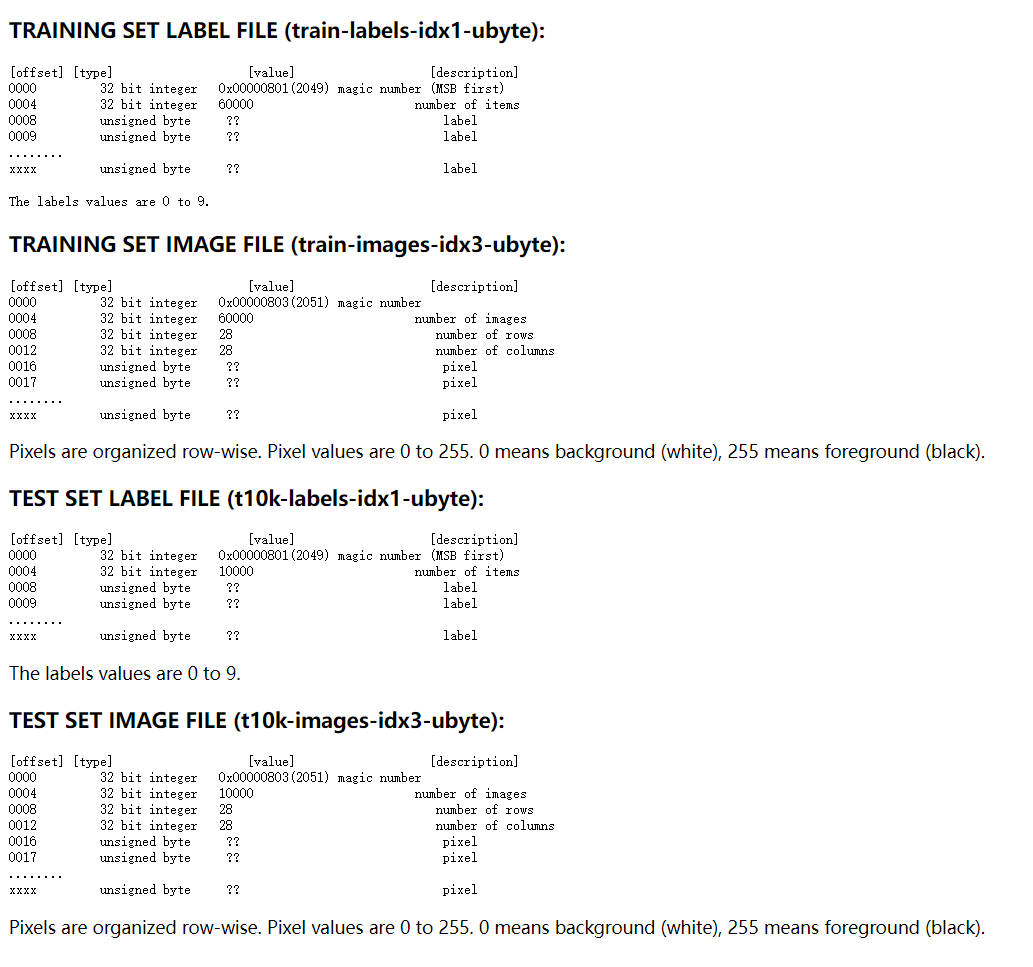 TRAINING SET LABEL FILE (train-labels-idx1-ubyte):
[offset] [type] [value] [description]
0000 32 bit integer 0x00000801(2049) magic number (MSB first)
0004 32 bit integer 60000 number of items
0008 unsigned byte ?? label
0009 unsigned byte ?? label
........
xxxx unsigned byte ?? label
The labels values are 0 to 9.
TRAINING SET IMAGE FILE (train-images-idx3-ubyte):
[offset] [type] [value] [description]
0000 32 bit integer 0x00000803(2051) magic number
0004 32 bit integer 60000 number of images
0008 32 bit integer 28 number of rows
0012 32 bit integer 28 number of columns
0016 unsigned byte ?? pixel
0017 unsigned byte ?? pixel
........
xxxx unsigned byte ?? pixel
Pixels are organized row-wise. Pixel values are 0 to 255. 0 means background (white), 255 means foreground (black).
TEST SET LABEL FILE (t10k-labels-idx1-ubyte):
[offset] [type] [value] [description]
0000 32 bit integer 0x00000801(2049) magic number (MSB first)
0004 32 bit integer 10000 number of items
0008 unsigned byte ?? label
0009 unsigned byte ?? label
........
xxxx unsigned byte ?? label
The labels values are 0 to 9.
TEST SET IMAGE FILE (t10k-images-idx3-ubyte):
[offset] [type] [value] [description]
0000 32 bit integer 0x00000803(2051) magic number
0004 32 bit integer 10000 number of images
0008 32 bit integer 28 number of rows
0012 32 bit integer 28 number of columns
0016 unsigned byte ?? pixel
0017 unsigned byte ?? pixel
........
xxxx unsigned byte ?? pixel
Pixels are organized row-wise. Pixel values are 0 to 255. 0 means background (white), 255 means foreground (black).